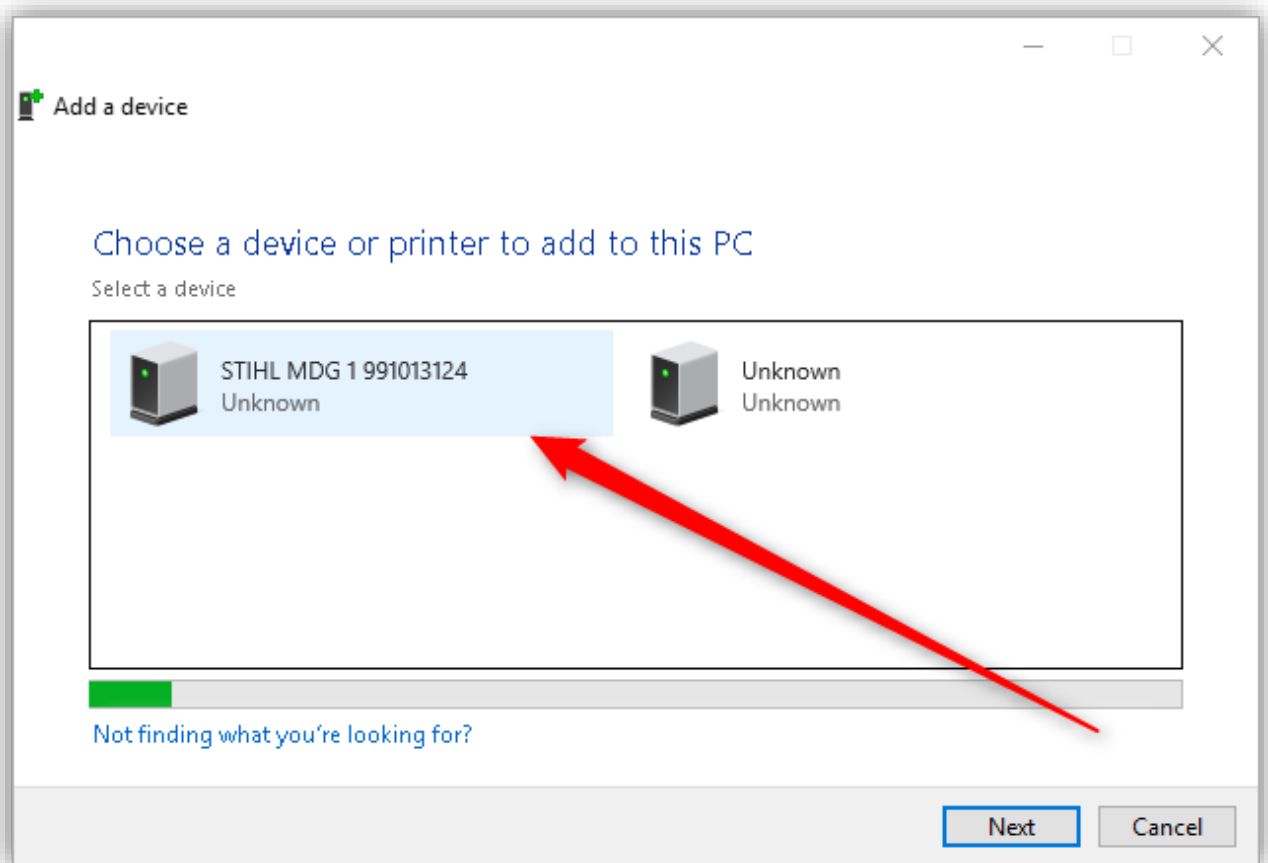 Add a device
Choose a device or printer to add to this PC
Select a device
STIHL MDG 1 991013124
Unknown
Unknown
Unknown
Not finding what you're looking for?
Next
Cancel